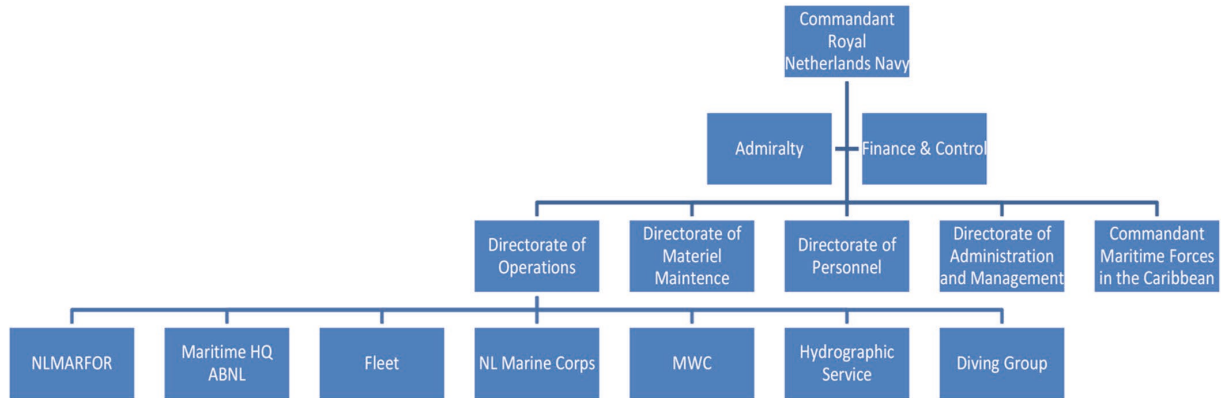 Commandant
Royal
Netherlands Navy
Admiralty
Finance & Control
Directorate of
Operations
Directorate of
Materiel
Maintence
Directorate of
Personnel
Directorate of
Administration
and Management
Commandant
Maritime Forces
in the Caribbean
NLMARFOR
Maritime HQ
ABNL
Fleet
NL Marine Corps
MWC
Hydrographic
Service
Diving Group